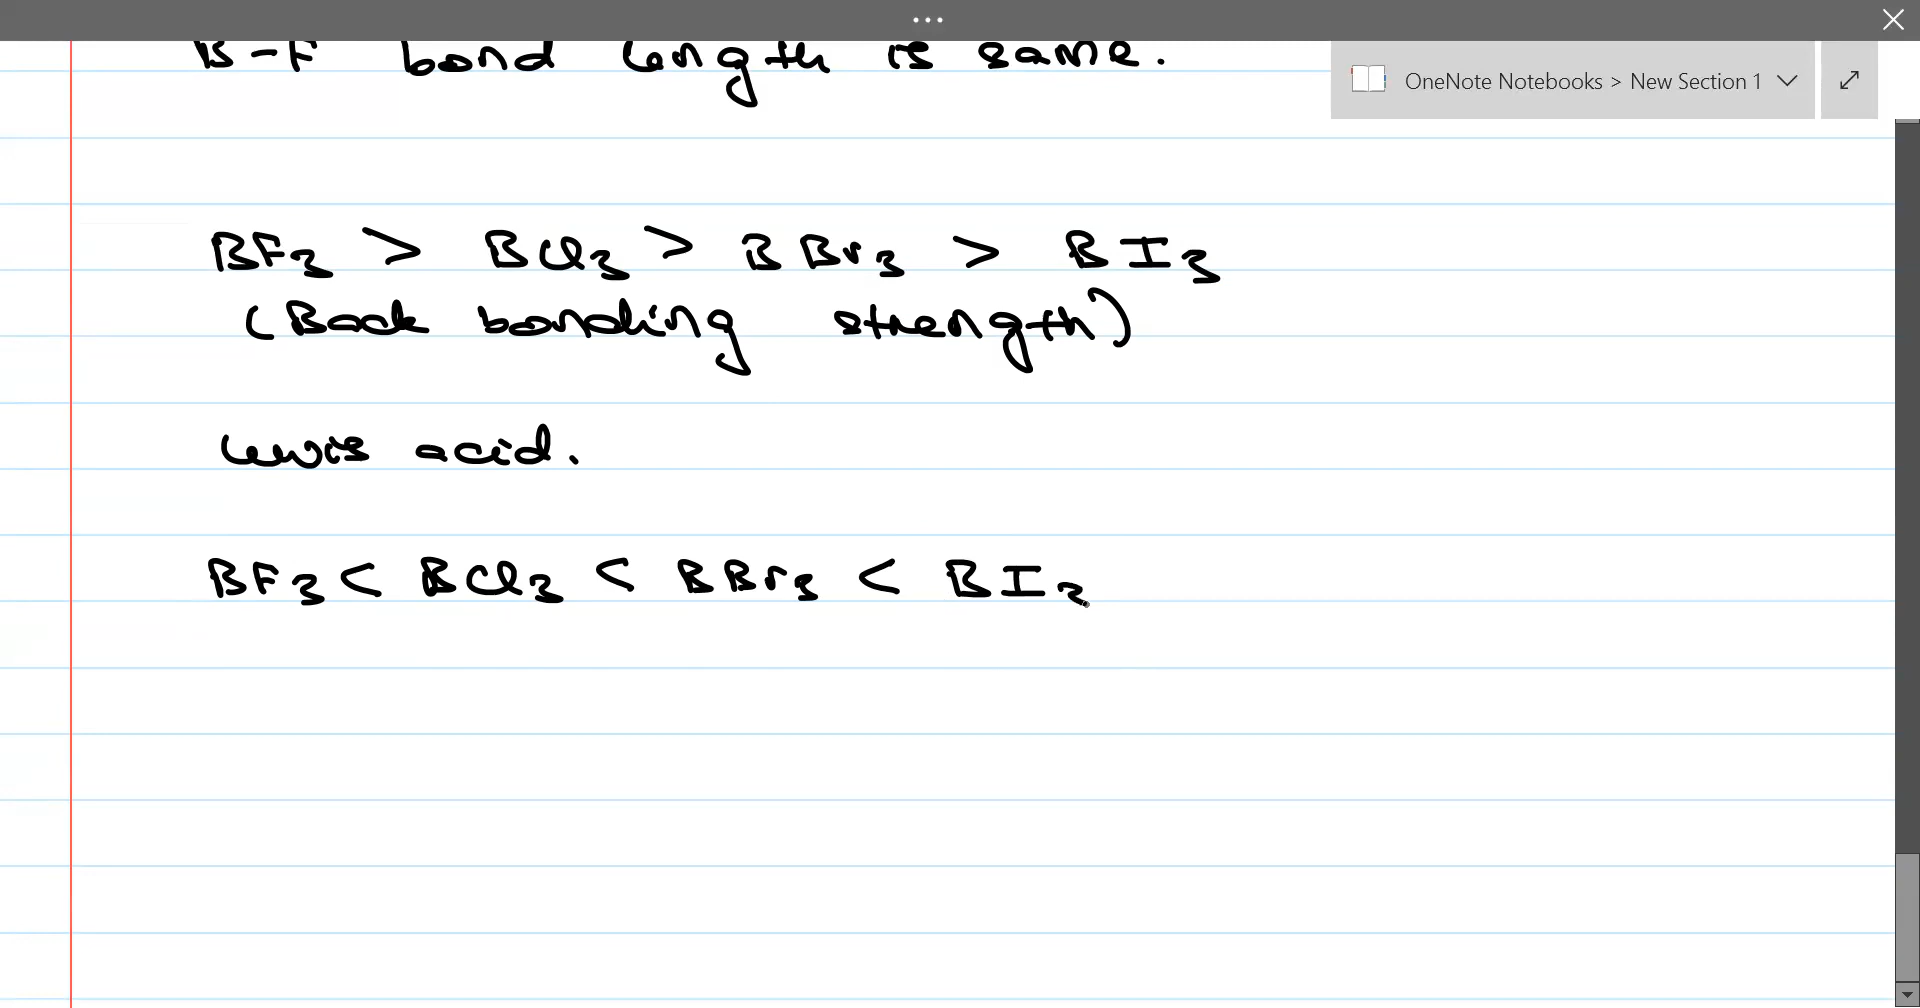 B-F bond length is same.
OneNote Notebooks > New Section 1
BF₃ > BCl₃ > BBr₃ > BI₃
(Back bonding strength)
Lewis acid.
BF₃ < BCl₃ < BBr₃ < BI₃